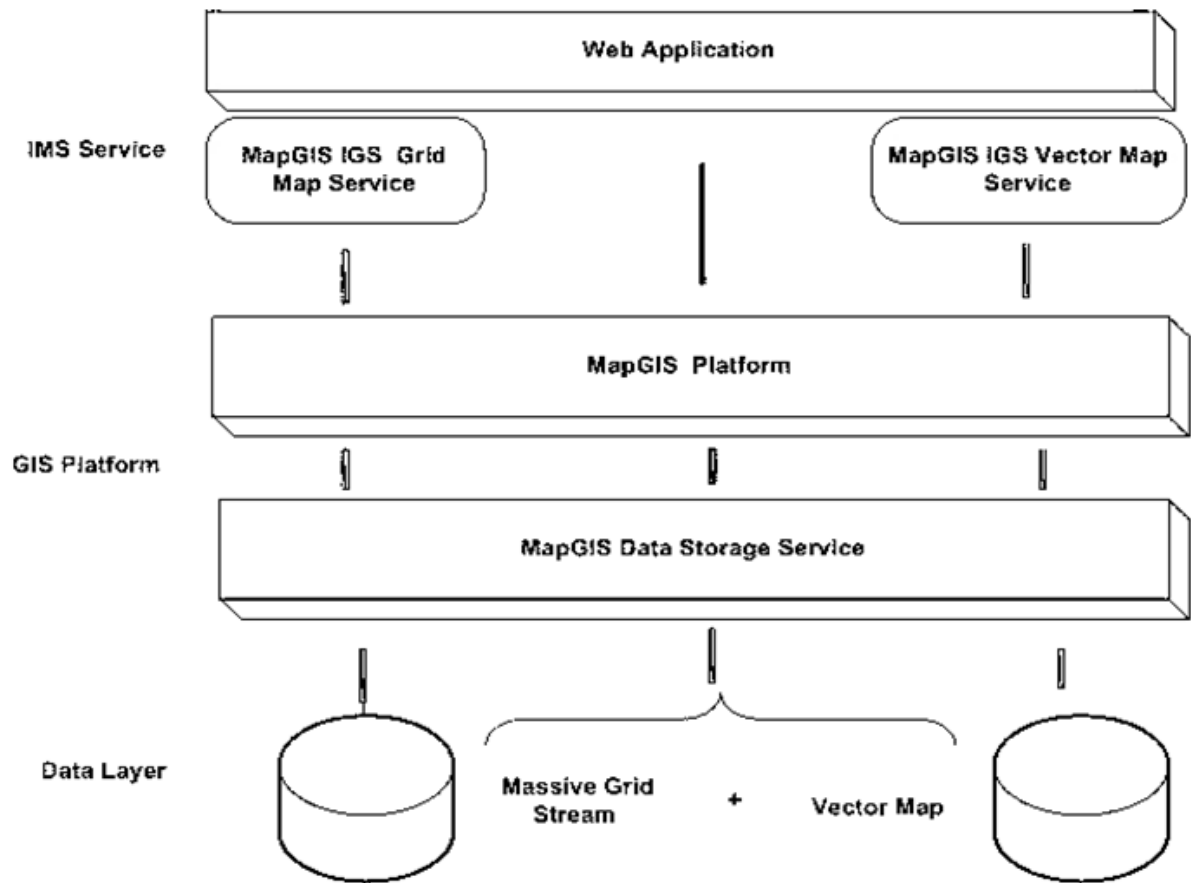 Web Application
IMS Service
MapGIS IGS Grid
Map Service
MapGIS IGS Vector Map
Service
MapGIS Platform
GIS Platform
MapGIS Data Storage Service
Data Layer
Massive Grid
Stream
+
Vector Map